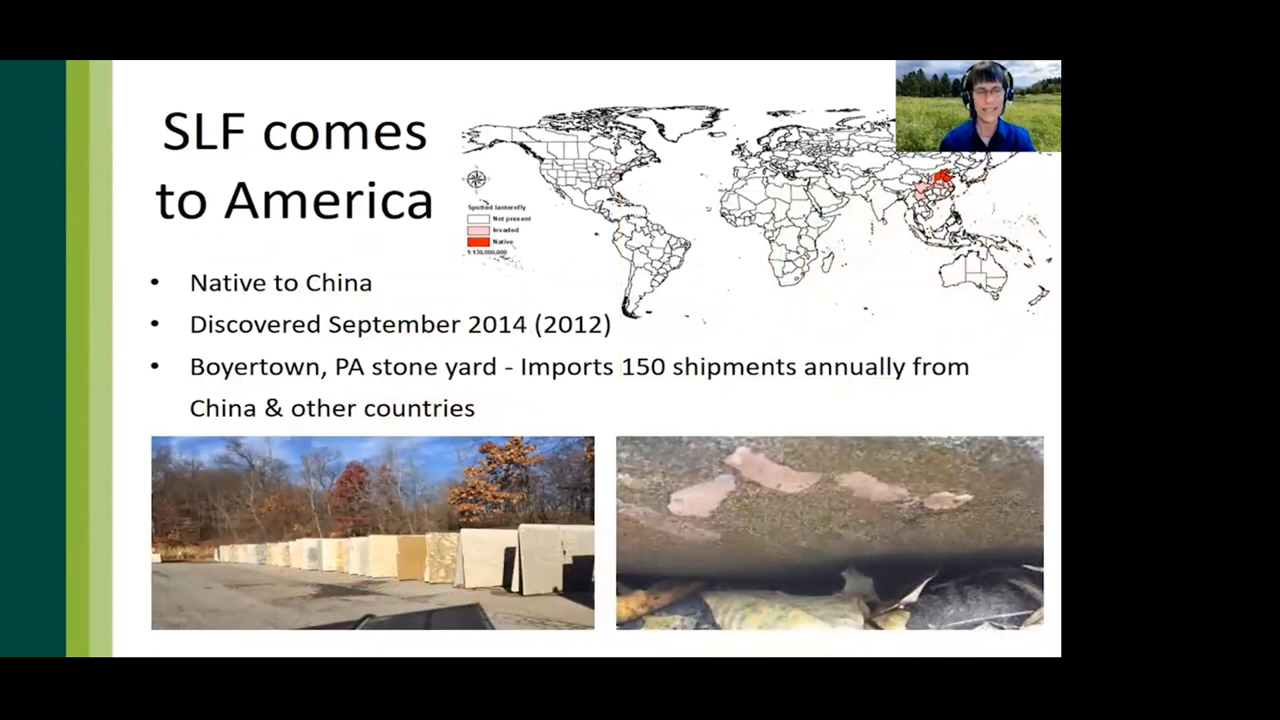 SLF comes
to America
Spotted lanternfly
Not present
Invaded
Native
1:130,000,000
• Native to China
• Discovered September 2014 (2012)
• Boyertown, PA stone yard - Imports 150 shipments annually from
China & other countries